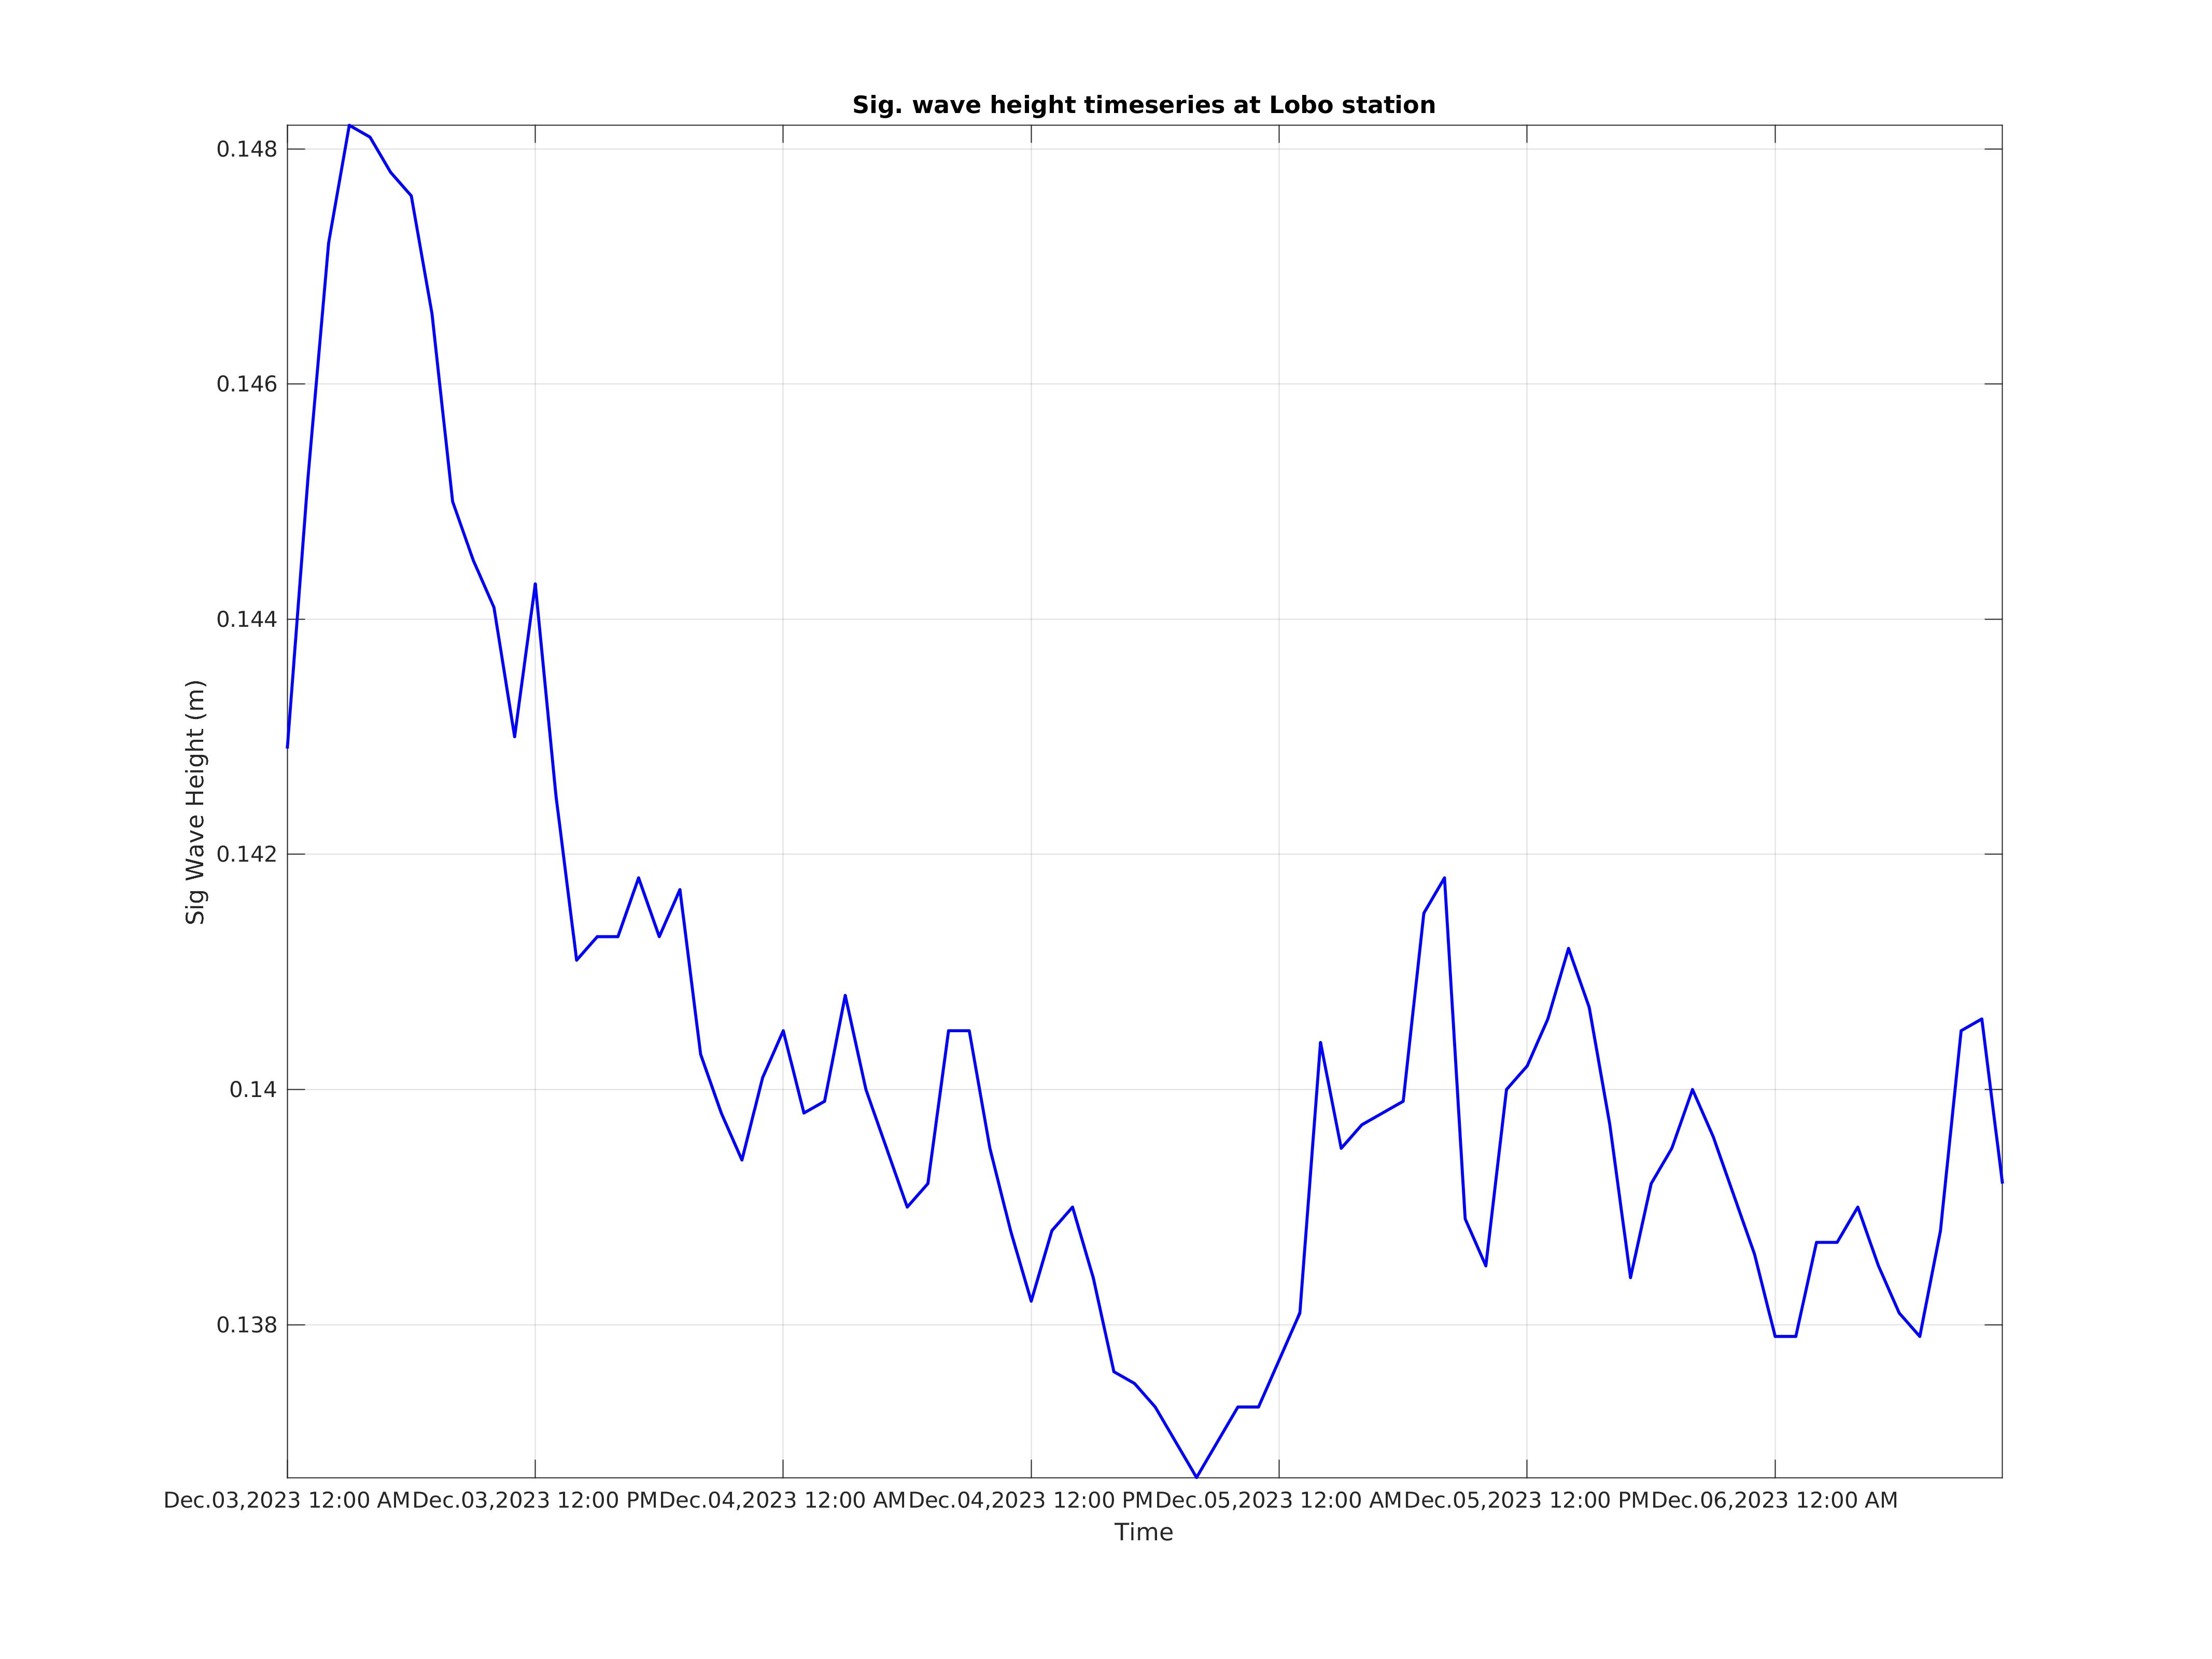 Sig. wave height timeseries at Lobo station
0.148
0.146
0.144
0.142
0.14
0.138
Sig Wave Height (m)
Dec.03,2023 12:00 AM Dec.03,2023 12:00 PM Dec.04,2023 12:00 AM Dec.04,2023 12:00 PM Dec.05,2023 12:00 AM Dec.05,2023 12:00 PM Dec.06,2023 12:00 AM
Time